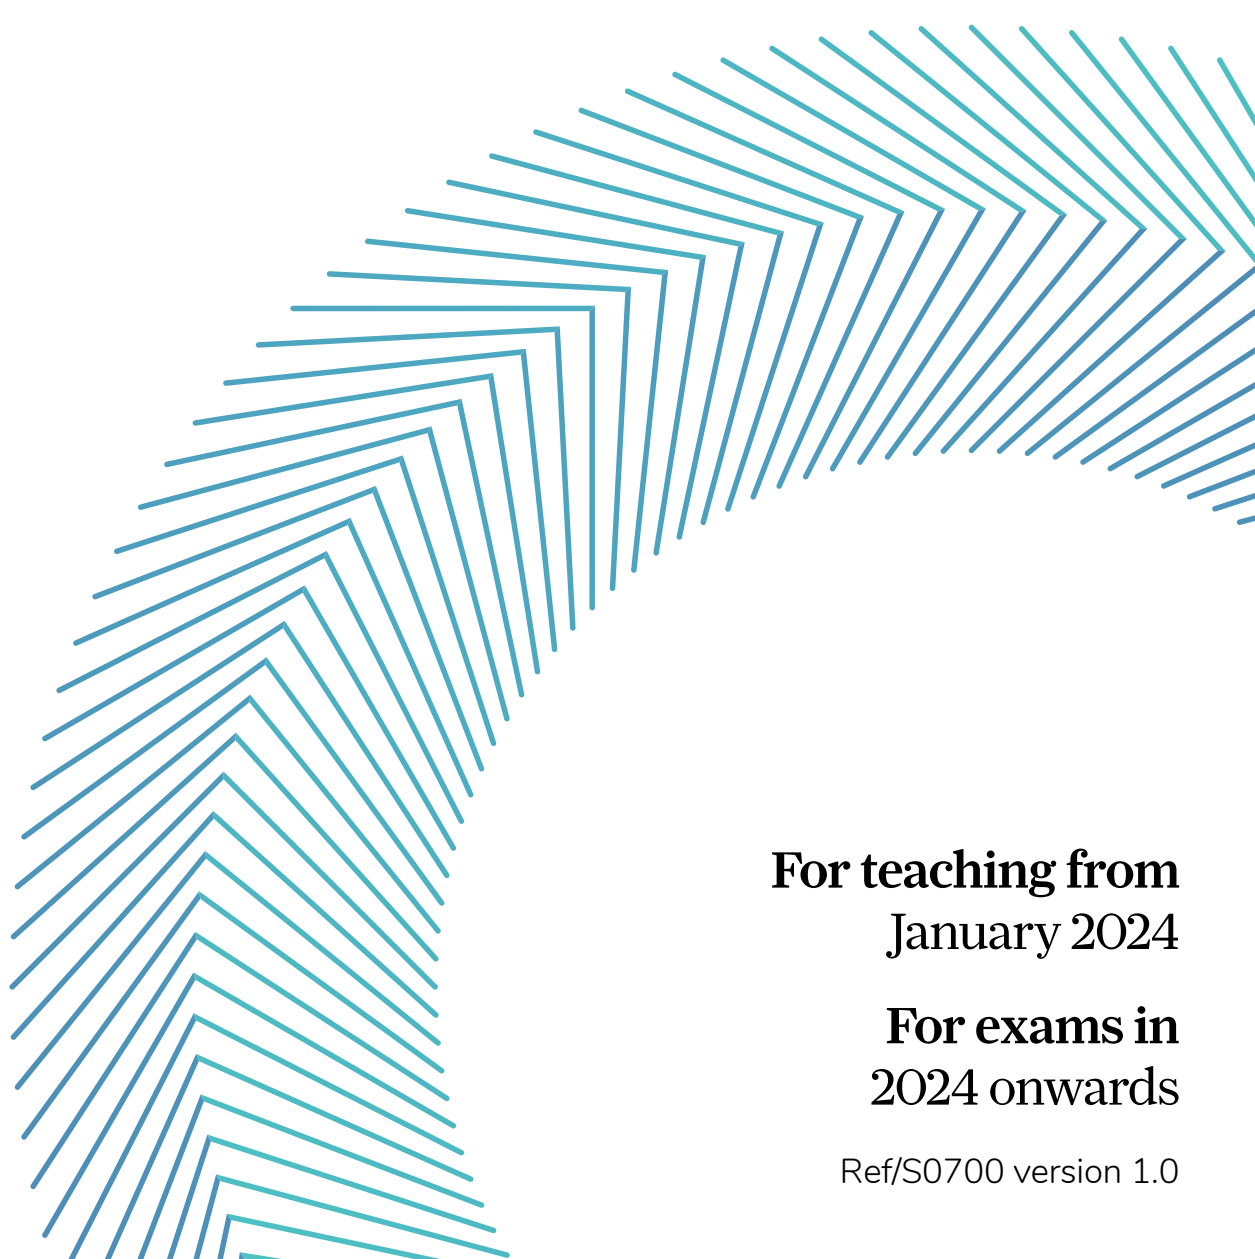 For teaching from
January 2024
For exams in
2024 onwards
Ref/S0700 version 1.0